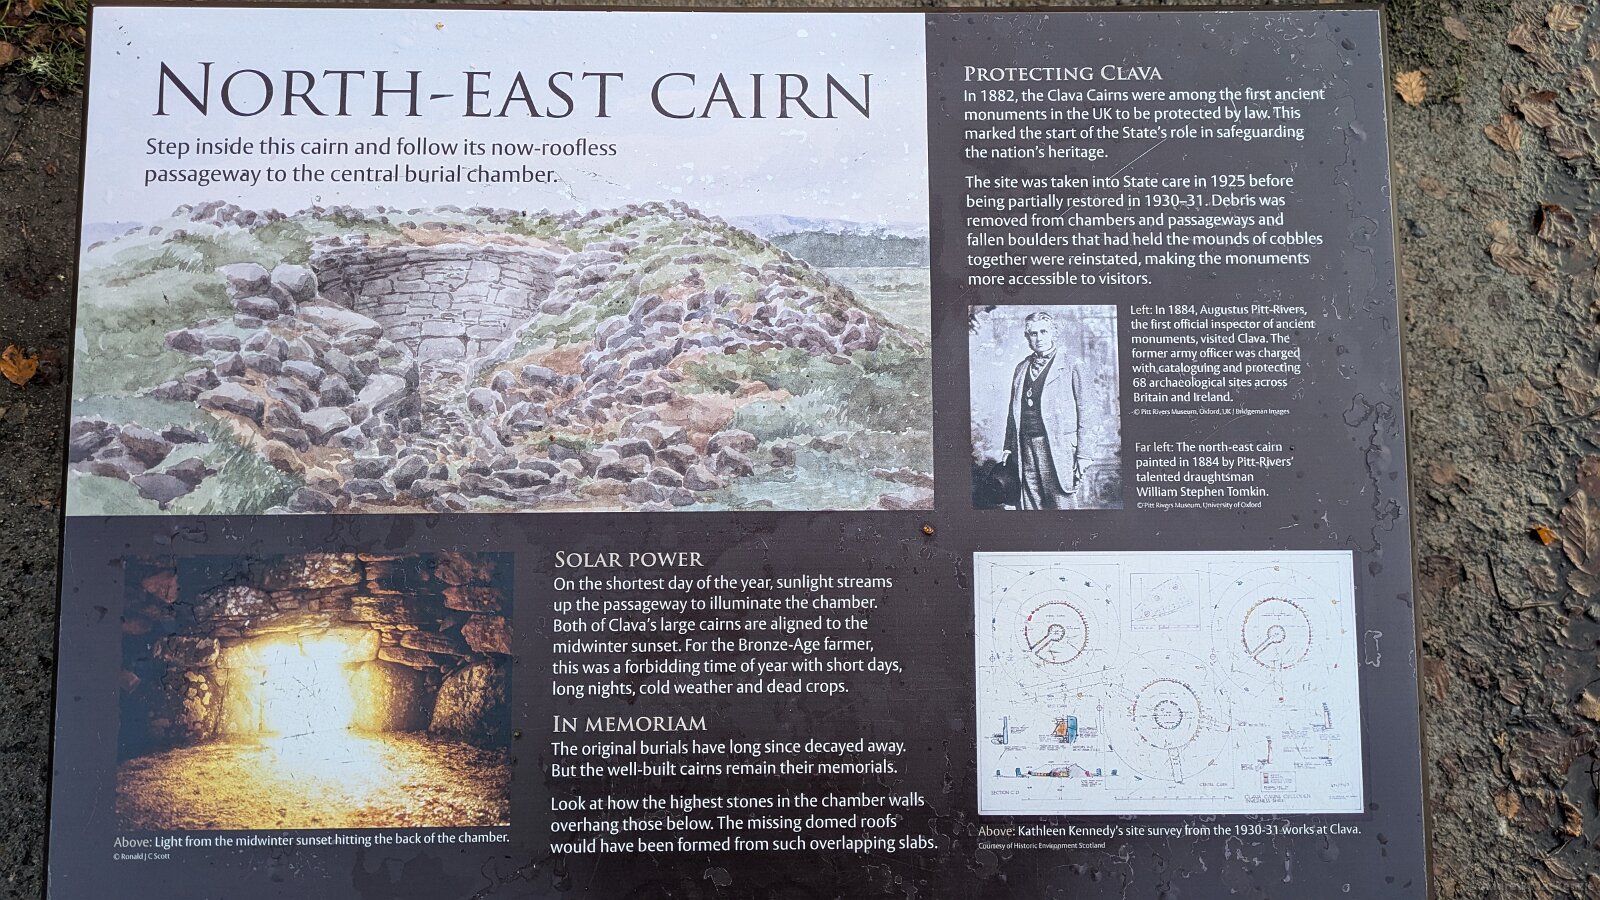 NORTH-EAST CAIRN
Step inside this cairn and follow its now-roofless
passageway to the central burial chamber.
PROTECTING CLAVA
In 1882, the Clava Cairns were among the first ancient
monuments in the UK to be protected by law. This
marked the start of the State's role in safeguarding
the nation's heritage.
The site was taken into State care in 1925 before
being partially restored in 1930–31. Debris was
removed from chambers and passageways and
fallen boulders that had held the mounds of cobbles
together were reinstated, making the monuments
more accessible to visitors.
Left: In 1884, Augustus Pitt-Rivers,
the first official inspector of ancient
monuments, visited Clava. The
former army officer was charged
with cataloguing and protecting
68 archaeological sites across
Britain and Ireland.
© Pitt Rivers Museum, Oxford, UK / Bridgeman Images
Far left: The north-east cairn
painted in 1884 by Pitt-Rivers'
talented draughtsman
William Stephen Tomkin.
© Pitt Rivers Museum, University of Oxford
SOLAR POWER
On the shortest day of the year, sunlight streams
up the passageway to illuminate the chamber.
Both of Clava's large cairns are aligned to the
midwinter sunset. For the Bronze-Age farmer,
this was a forbidding time of year with short days,
long nights, cold weather and dead crops.
IN MEMORIAM
The original burials have long since decayed away.
But the well-built cairns remain their memorials.
Look at how the highest stones in the chamber walls
overhang those below. The missing domed roofs
would have been formed from such overlapping slabs.
Above: Light from the midwinter sunset hitting the back of the chamber.
© Ronald J C Scott
SECTION C D
Above: Kathleen Kennedy's site survey from the 1930-31 works at Clava.
Courtesy of Historic Environment Scotland